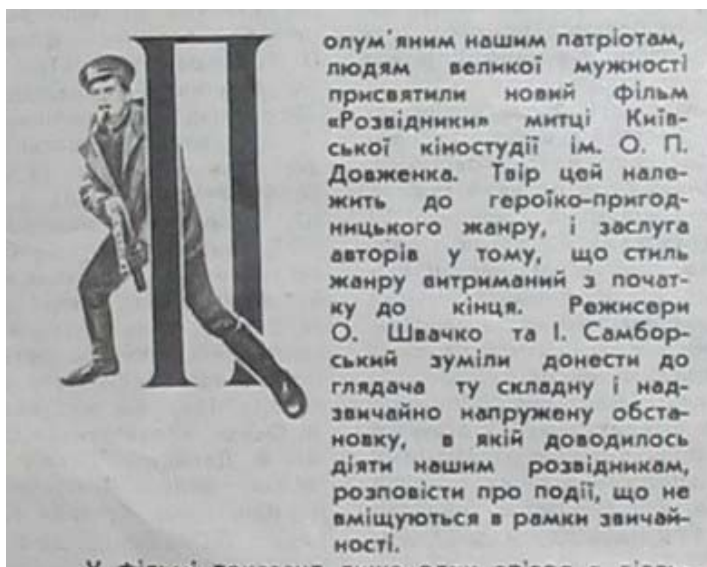 Полум'яним нашим патріотам,
людям великої мужності
присвятили новий фільм
«Розвідники» митці Київ-
ської кіностудії ім. О. П.
Довженка. Твір цей нале-
жить до героїко-пригод-
ницького жанру, і заслуга
авторів у тому, що стиль
жанру витриманий з почат-
ку до кінця. Режисери
О. Швачко та І. Самбор-
ський зуміли донести до
глядача ту складну і над-
звичайно напружену обста-
новку, в якій доводилось
діяти нашим розвідникам,
розповісти про події, що не
вміщуються в рамки звичай-
ності.